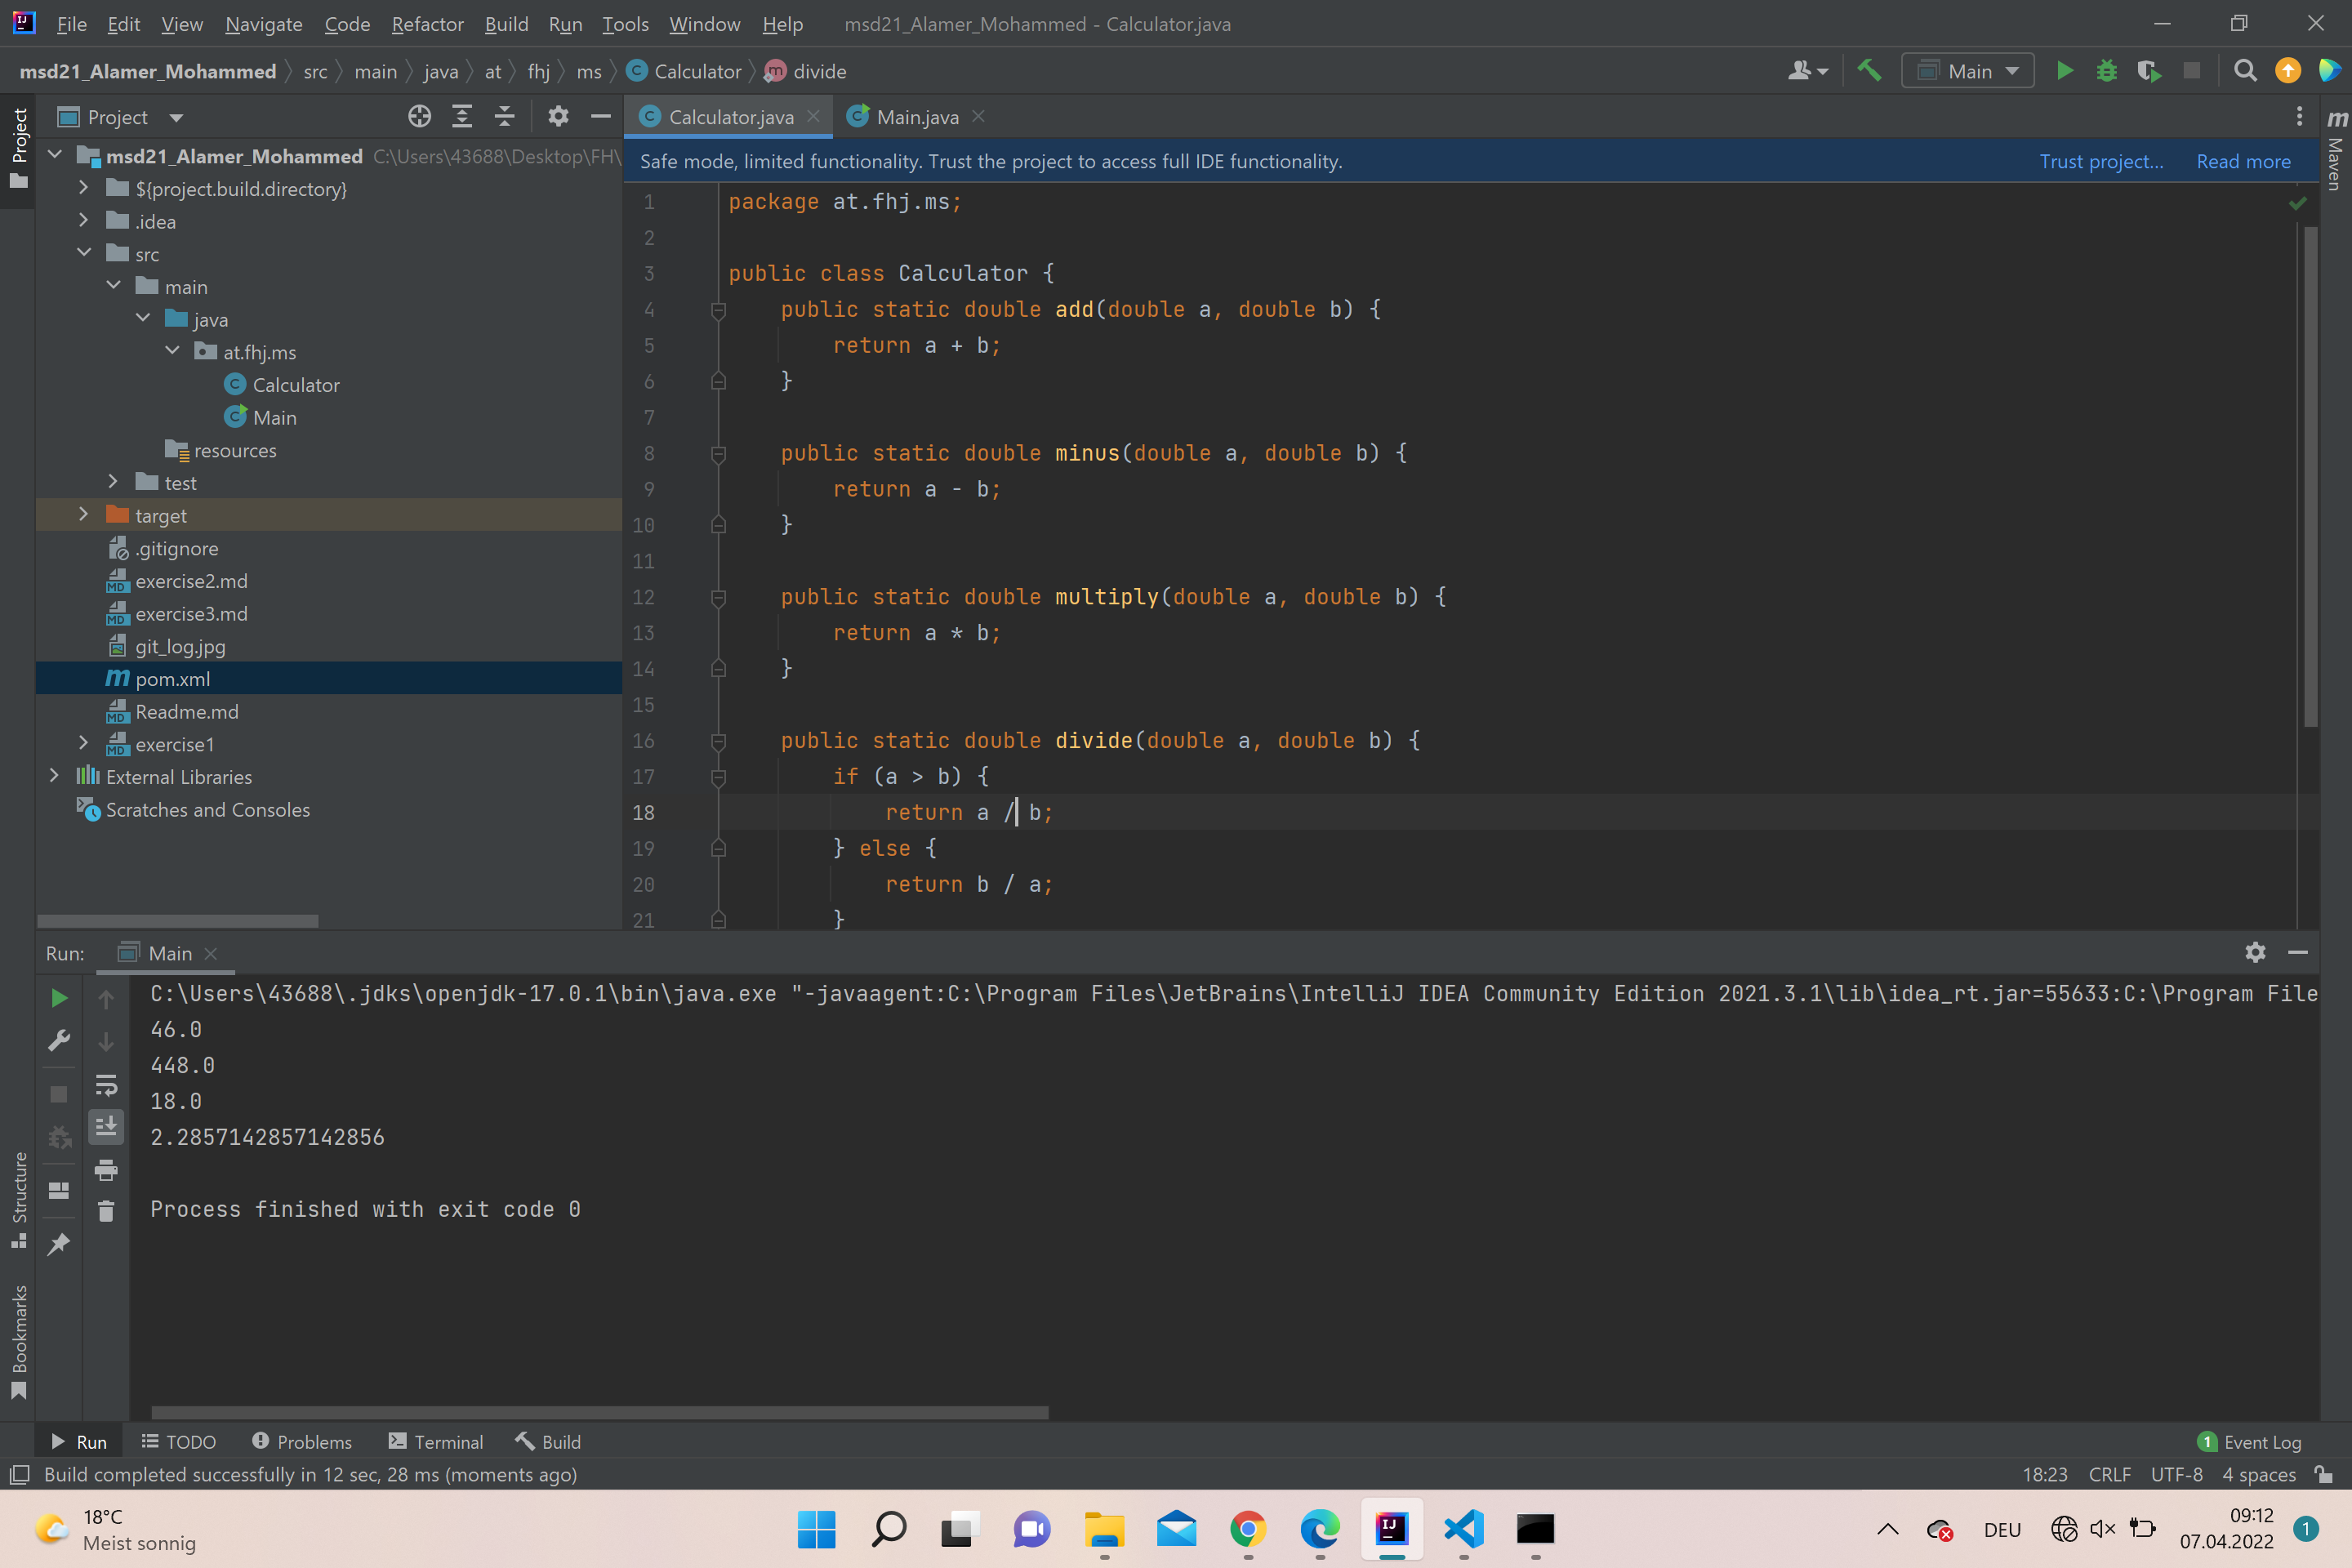 File Edit View Navigate Code Refactor Build Run Tools Window Help msd21_Alamer_Mohammed - Calculator.java
msd21_Alamer_Mohammed src main java at fhj ms Calculator divide
Main
Project
Project
Calculator.java
Main.java
Maven
Safe mode, limited functionality. Trust the project to access full IDE functionality.
Trust project... Read more
msd21_Alamer_Mohammed C:\Users\43688\Desktop\FH\
${project.build.directory}
.idea
src
main
java
at.fhj.ms
Calculator
Main
resources
test
target
.gitignore
exercise2.md
exercise3.md
git_log.jpg
pom.xml
Readme.md
exercise1
External Libraries
Scratches and Consoles
1 package at.fhj.ms;
2
3 public class Calculator {
4 public static double add(double a, double b) {
5 return a + b;
6 }
7
8 public static double minus(double a, double b) {
9 return a - b;
10 }
11
12 public static double multiply(double a, double b) {
13 return a * b;
14 }
15
16 public static double divide(double a, double b) {
17 if (a > b) {
18 return a / b;
19 } else {
20 return b / a;
21 }
Run: Main
C:\Users\43688\.jdks\openjdk-17.0.1\bin\java.exe "-javaagent:C:\Program Files\JetBrains\IntelliJ IDEA Community Edition 2021.3.1\lib\idea_rt.jar=55633:C:\Program File
46.0
448.0
18.0
2.2857142857142856
Process finished with exit code 0
Structure
Bookmarks
Run TODO Problems Terminal Build
1 Event Log
Build completed successfully in 12 sec, 28 ms (moments ago)
18:23 CRLF UTF-8 4 spaces
18°C
Meist sonnig
DEU
09:12
07.04.2022
1